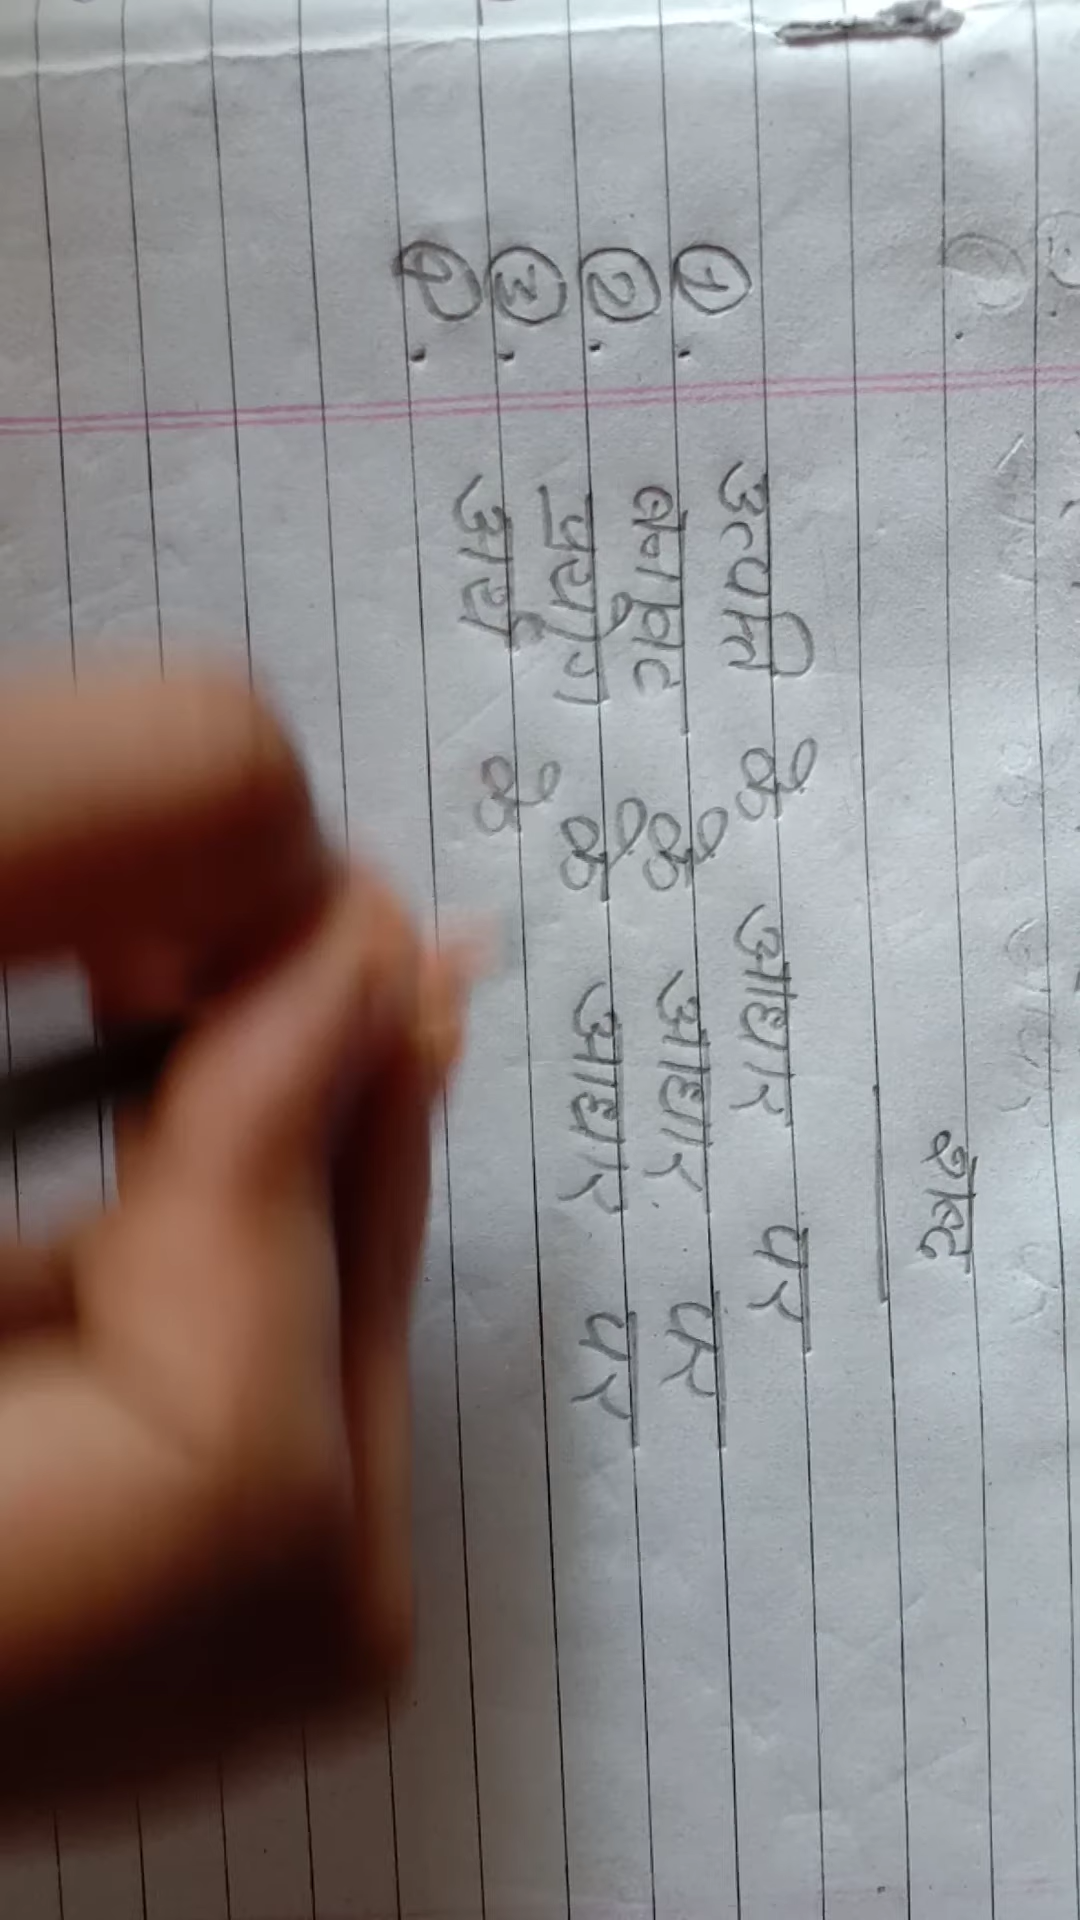 शब्द
① . उत्पत्ति के आधार पर
② . बनावट के आधार पर
③ . प्रयोग के आधार पर
④ . अर्थ के